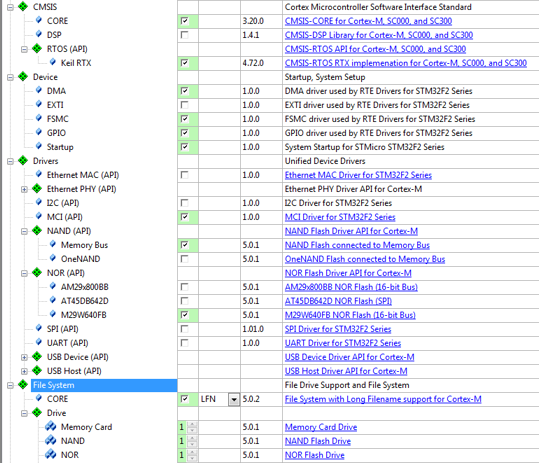 CMSIS Cortex Microcontroller Software Interface Standard
CORE 3.20.0 CMSIS-CORE for Cortex-M, SC000, and SC300
DSP 1.4.1 CMSIS-DSP Library for Cortex-M, SC000, and SC300
RTOS (API) CMSIS-RTOS API for Cortex-M, SC000, and SC300
Keil RTX 4.72.0 CMSIS-RTOS RTX implemenation for Cortex-M, SC000, and SC300
Device Startup, System Setup
DMA 1.0.0 DMA driver used by RTE Drivers for STM32F2 Series
EXTI 1.0.0 EXTI driver used by RTE Drivers for STM32F2 Series
FSMC 1.0.0 FSMC driver used by RTE Drivers for STM32F2 Series
GPIO 1.0.0 GPIO driver used by RTE Drivers for STM32F2 Series
Startup 1.0.0 System Startup for STMicro STM32F2 Series
Drivers Unified Device Drivers
Ethernet MAC (API) 1.0.0 Ethernet MAC Driver for STM32F2 Series
Ethernet PHY (API) Ethernet PHY Driver API for Cortex-M
I2C (API) 1.0.0 I2C Driver for STM32F2 Series
MCI (API) 1.0.0 MCI Driver for STM32F2 Series
NAND (API) NAND Flash Driver API for Cortex-M
Memory Bus 5.0.1 NAND Flash connected to Memory Bus
OneNAND 5.0.1 OneNAND Flash connected to Memory Bus
NOR (API) NOR Flash Driver API for Cortex-M
AM29x800BB 5.0.1 AM29x800BB NOR Flash (16-bit Bus)
AT45DB642D 5.0.1 AT45DB642D NOR Flash (SPI)
M29W640FB 5.0.1 M29W640FB NOR Flash (16-bit Bus)
SPI (API) 1.01.0 SPI Driver for STM32F2 Series
UART (API) 1.0.0 UART Driver for STM32F2 Series
USB Device (API) USB Device Driver API for Cortex-M
USB Host (API) USB Host Driver API for Cortex-M
File System File Drive Support and File System
CORE LFN 5.0.2 File System with Long Filename support for Cortex-M
Drive
Memory Card 1 5.0.1 Memory Card Drive
NAND 1 5.0.1 NAND Flash Drive
NOR 1 5.0.1 NOR Flash Drive